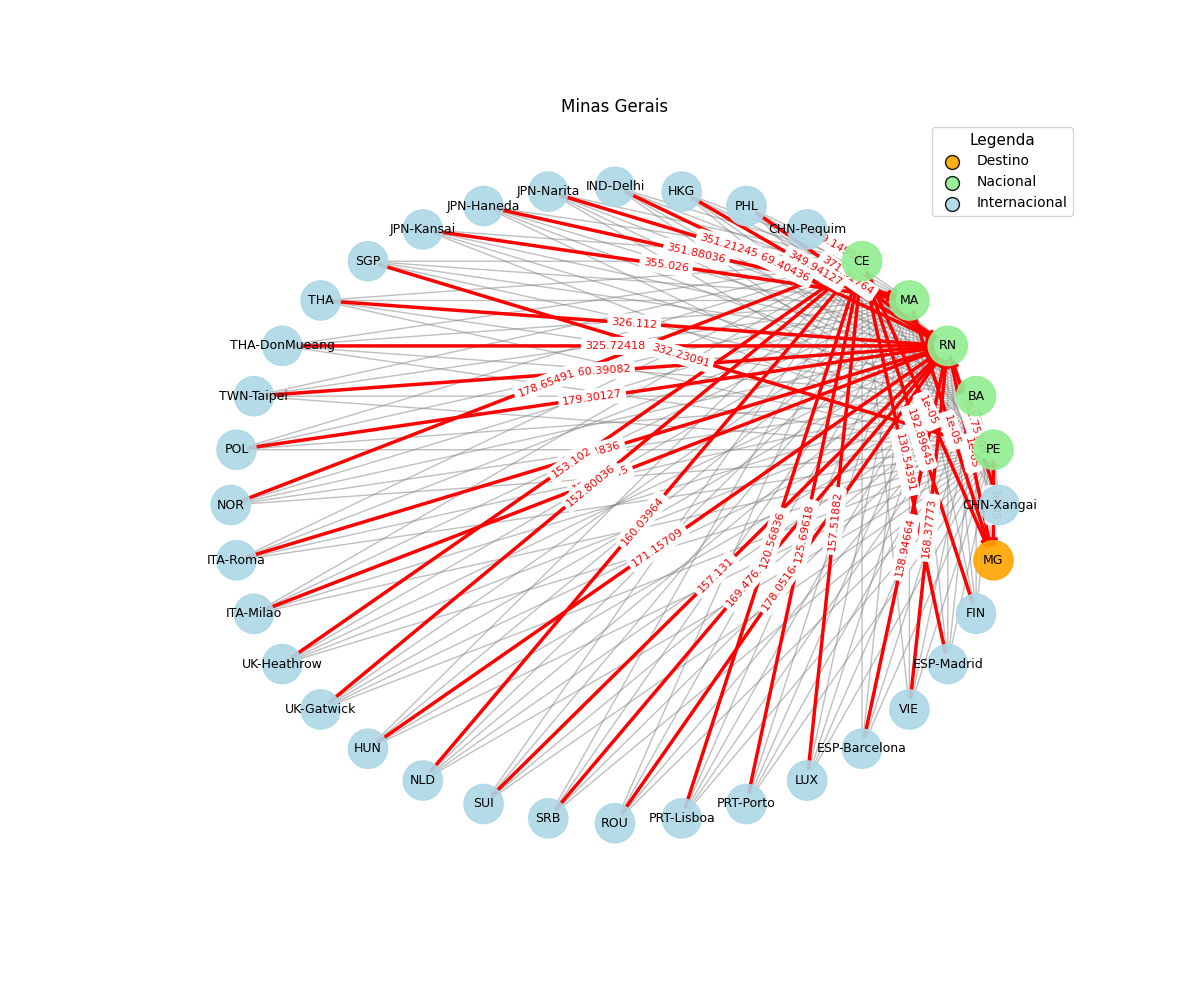 Minas Gerais
Legenda
Destino
Nacional
Internacional
IND-Delhi
JPN-Narita
HKG
JPN-Haneda
PHL
JPN-Kansai
CHN-Pequim
SGP
CE
THA
MA
THA-DonMueang
RN
TWN-Taipei
BA
POL
PE
NOR
CHN-Xangai
ITA-Roma
MG
ITA-Milao
FIN
UK-Heathrow
ESP-Madrid
UK-Gatwick
VIE
HUN
ESP-Barcelona
NLD
LUX
SUI
PRT-Porto
SRB
PRT-Lisboa
ROU
351.21245
69.40436
351.88036
349.94127
355.026
326.112
325.72418
332.23091
178.65491
60.39082
179.30127
153.102
152.80036
160.03964
171.15709
157.131
169.476
178.0516
120.56836
125.69618
157.51882
138.94664
168.37773
130.54391
192.89645
1e-05
1e-05